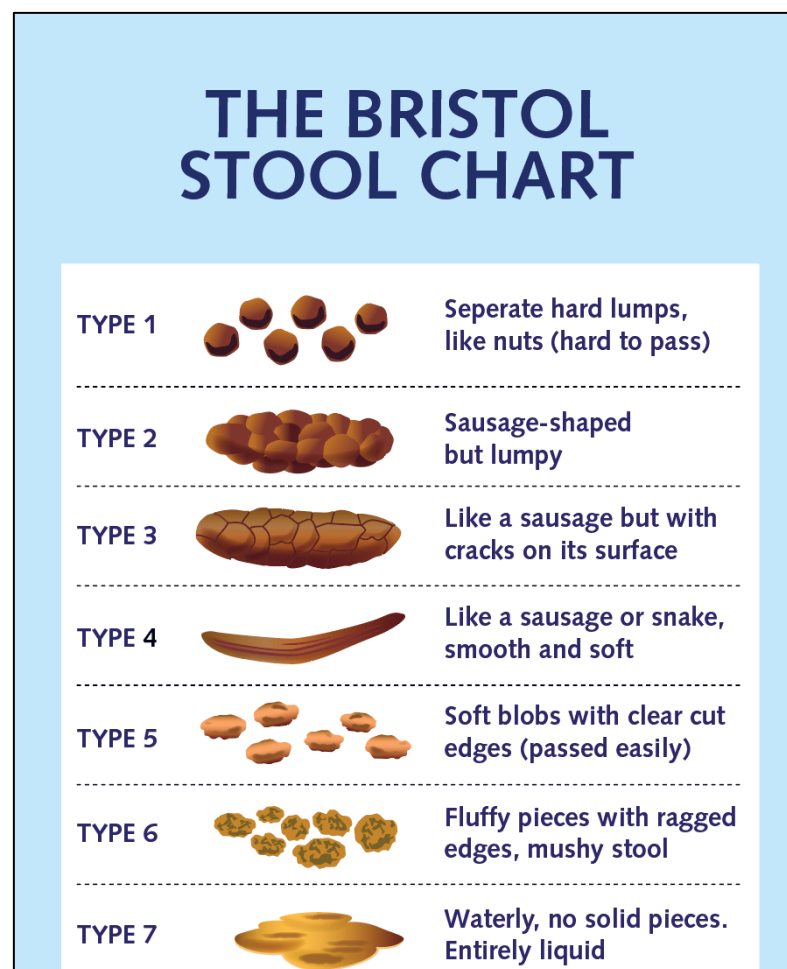 THE BRISTOL
STOOL CHART
TYPE 1
Seperate hard lumps,
like nuts (hard to pass)
TYPE 2
Sausage-shaped
but lumpy
TYPE 3
Like a sausage but with
cracks on its surface
TYPE 4
Like a sausage or snake,
smooth and soft
TYPE 5
Soft blobs with clear cut
edges (passed easily)
TYPE 6
Fluffy pieces with ragged
edges, mushy stool
TYPE 7
Waterly, no solid pieces.
Entirely liquid